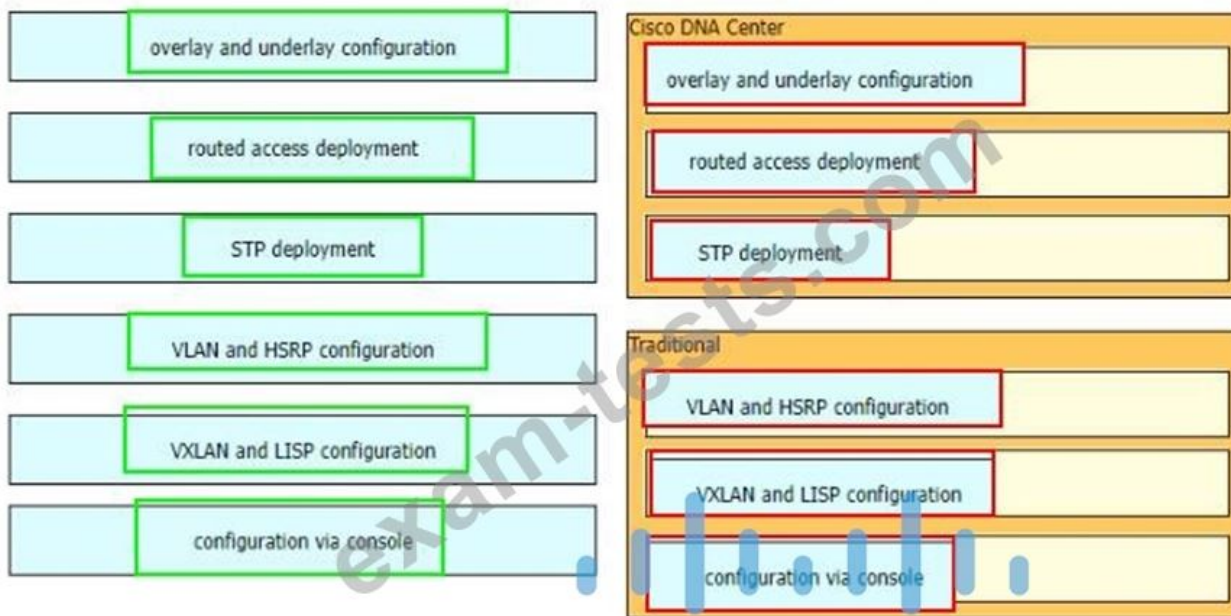 overlay and underlay configuration
routed access deployment
STP deployment
VLAN and HSRP configuration
VXLAN and LISP configuration
configuration via console
Cisco DNA Center
overlay and underlay configuration
routed access deployment
STP deployment
Traditional
VLAN and HSRP configuration
VXLAN and LISP configuration
configuration via console
exam-tests.com